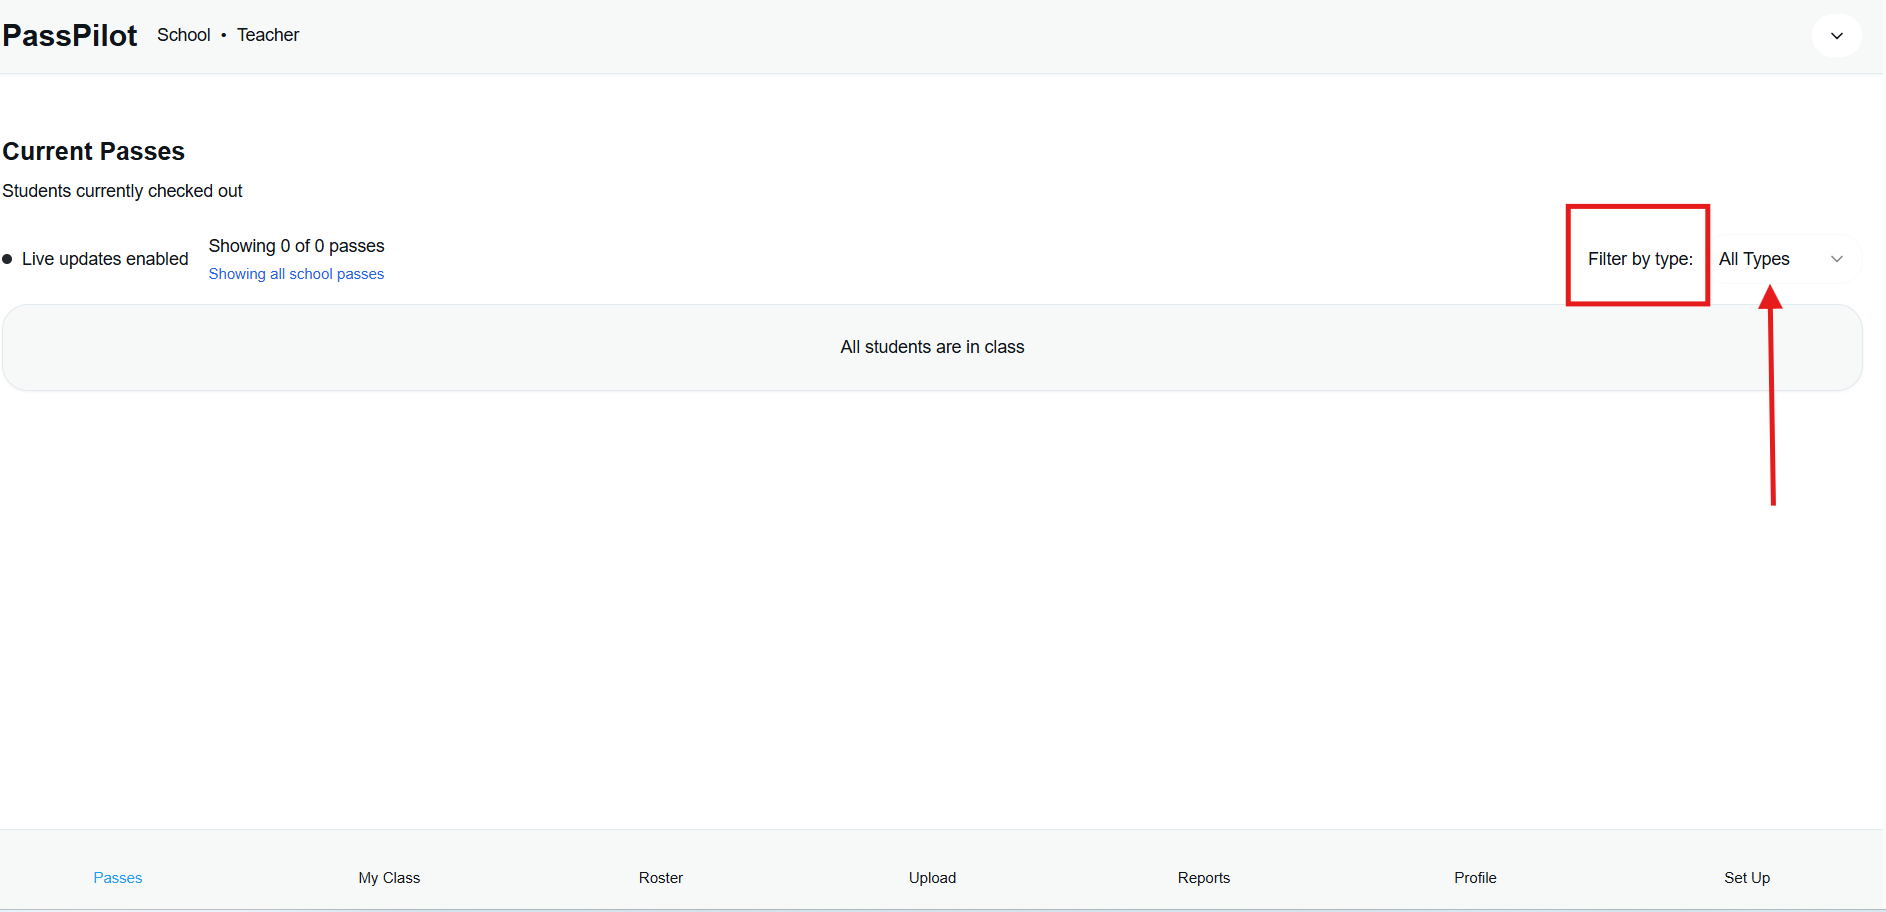 PassPilot School • Teacher
Current Passes
Students currently checked out
Live updates enabled
Showing 0 of 0 passes
Showing all school passes
Filter by type: All Types
All students are in class
Passes My Class Roster Upload Reports Profile Set Up